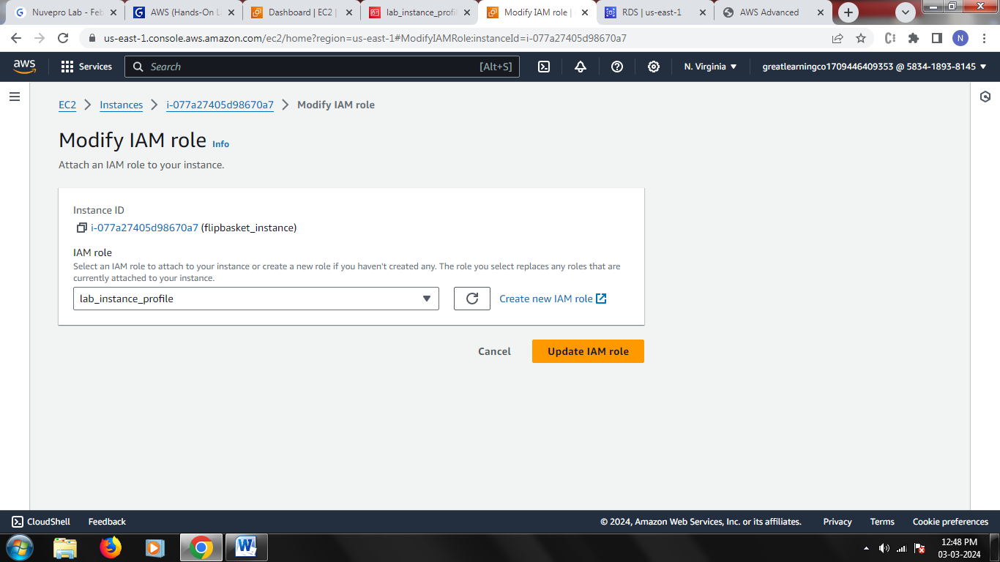 Nuvepro Lab - Feb
AWS (Hands-On L
Dashboard | EC2 |
lab_instance_profil
Modify IAM role |
RDS | us-east-1
AWS Advanced
us-east-1.console.aws.amazon.com/ec2/home?region=us-east-1#ModifyIAMRole:instanceId=i-077a27405d98670a7
N
aws
Services
Search
[Alt+S]
N. Virginia
greatlearningco1709446409353 @ 5834-1893-8145
EC2 > Instances > i-077a27405d98670a7 > Modify IAM role
Modify IAM role Info
Attach an IAM role to your instance.
Instance ID
i-077a27405d98670a7 (flipbasket_instance)
IAM role
Select an IAM role to attach to your instance or create a new role if you haven't created any. The role you select replaces any roles that are
currently attached to your instance.
lab_instance_profile
Create new IAM role
Cancel
Update IAM role
CloudShell
Feedback
© 2024, Amazon Web Services, Inc. or its affiliates.
Privacy
Terms
Cookie preferences
12:48 PM
03-03-2024